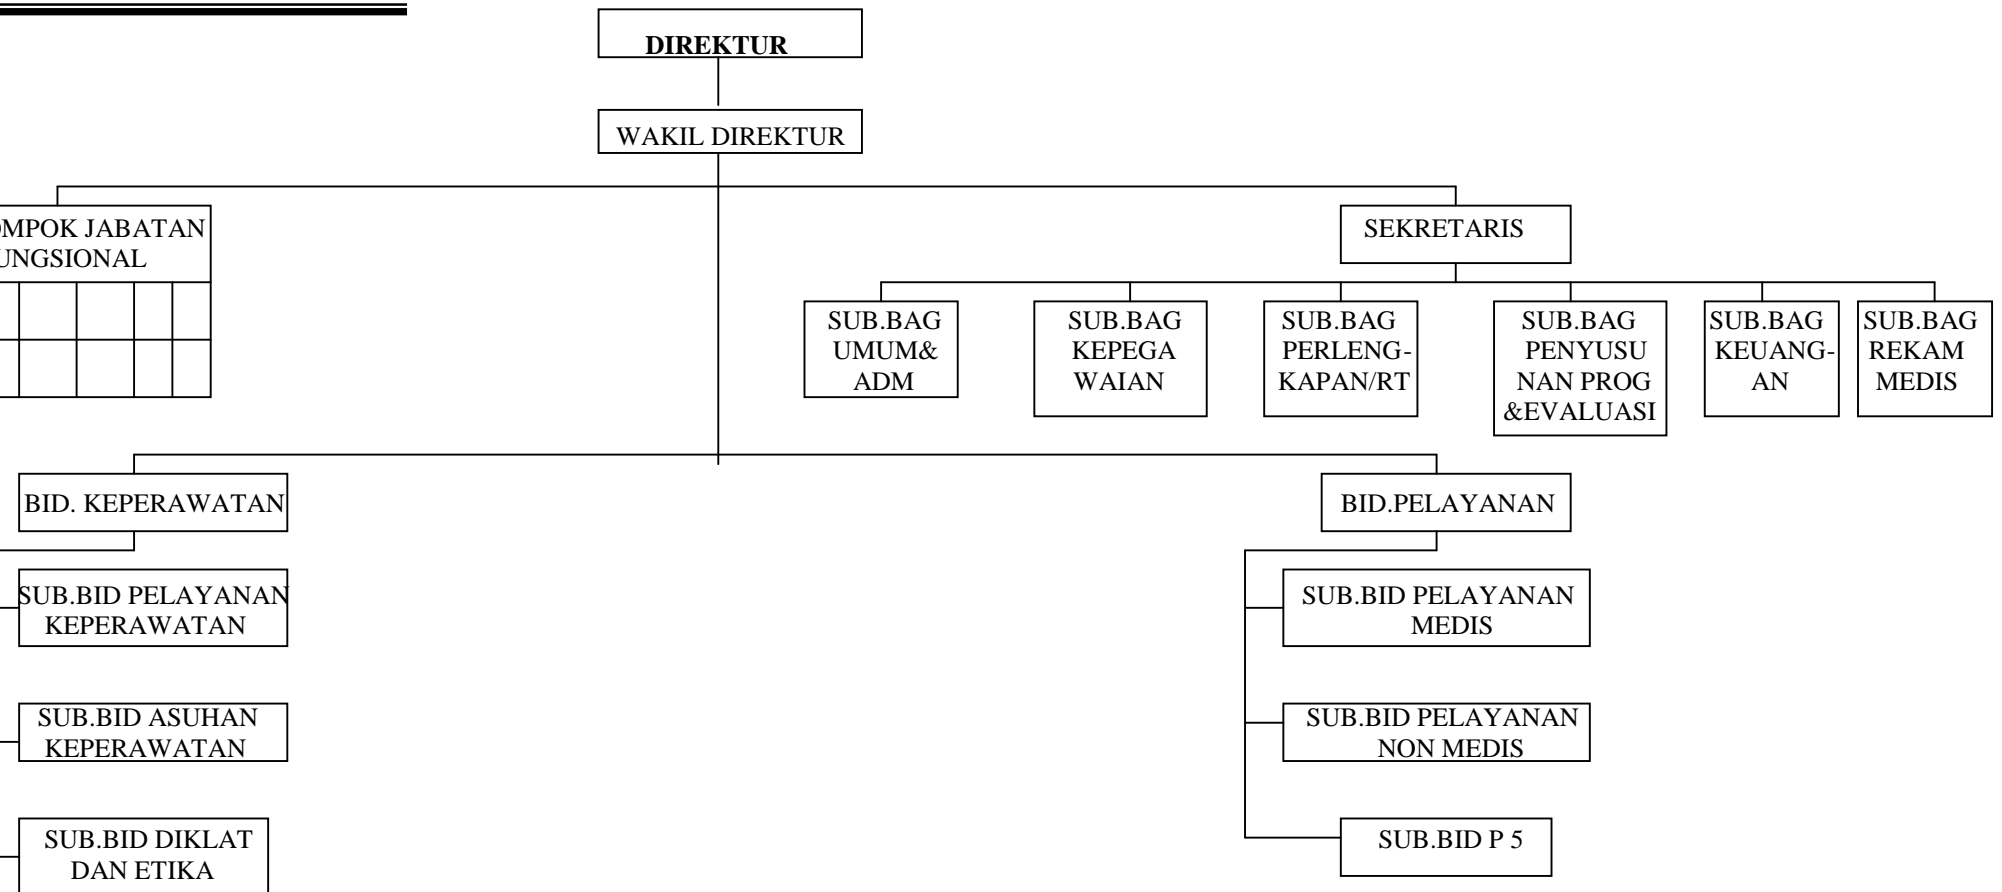 DIREKTUR
WAKIL DIREKTUR
OMPOK JABATAN
UNGSIONAL
SEKRETARIS
SUB.BAG
UMUM&
ADM
SUB.BAG
KEPEGA
WAIAN
SUB.BAG
PERLENG-
KAPAN/RT
SUB.BAG
PENYUSU
NAN PROG
&EVALUASI
SUB.BAG
KEUANG-
AN
SUB.BAG
REKAM
MEDIS
BID. KEPERAWATAN
SUB.BID PELAYANAN
KEPERAWATAN
SUB.BID ASUHAN
KEPERAWATAN
SUB.BID DIKLAT
DAN ETIKA
BID.PELAYANAN
SUB.BID PELAYANAN
MEDIS
SUB.BID PELAYANAN
NON MEDIS
SUB.BID P 5